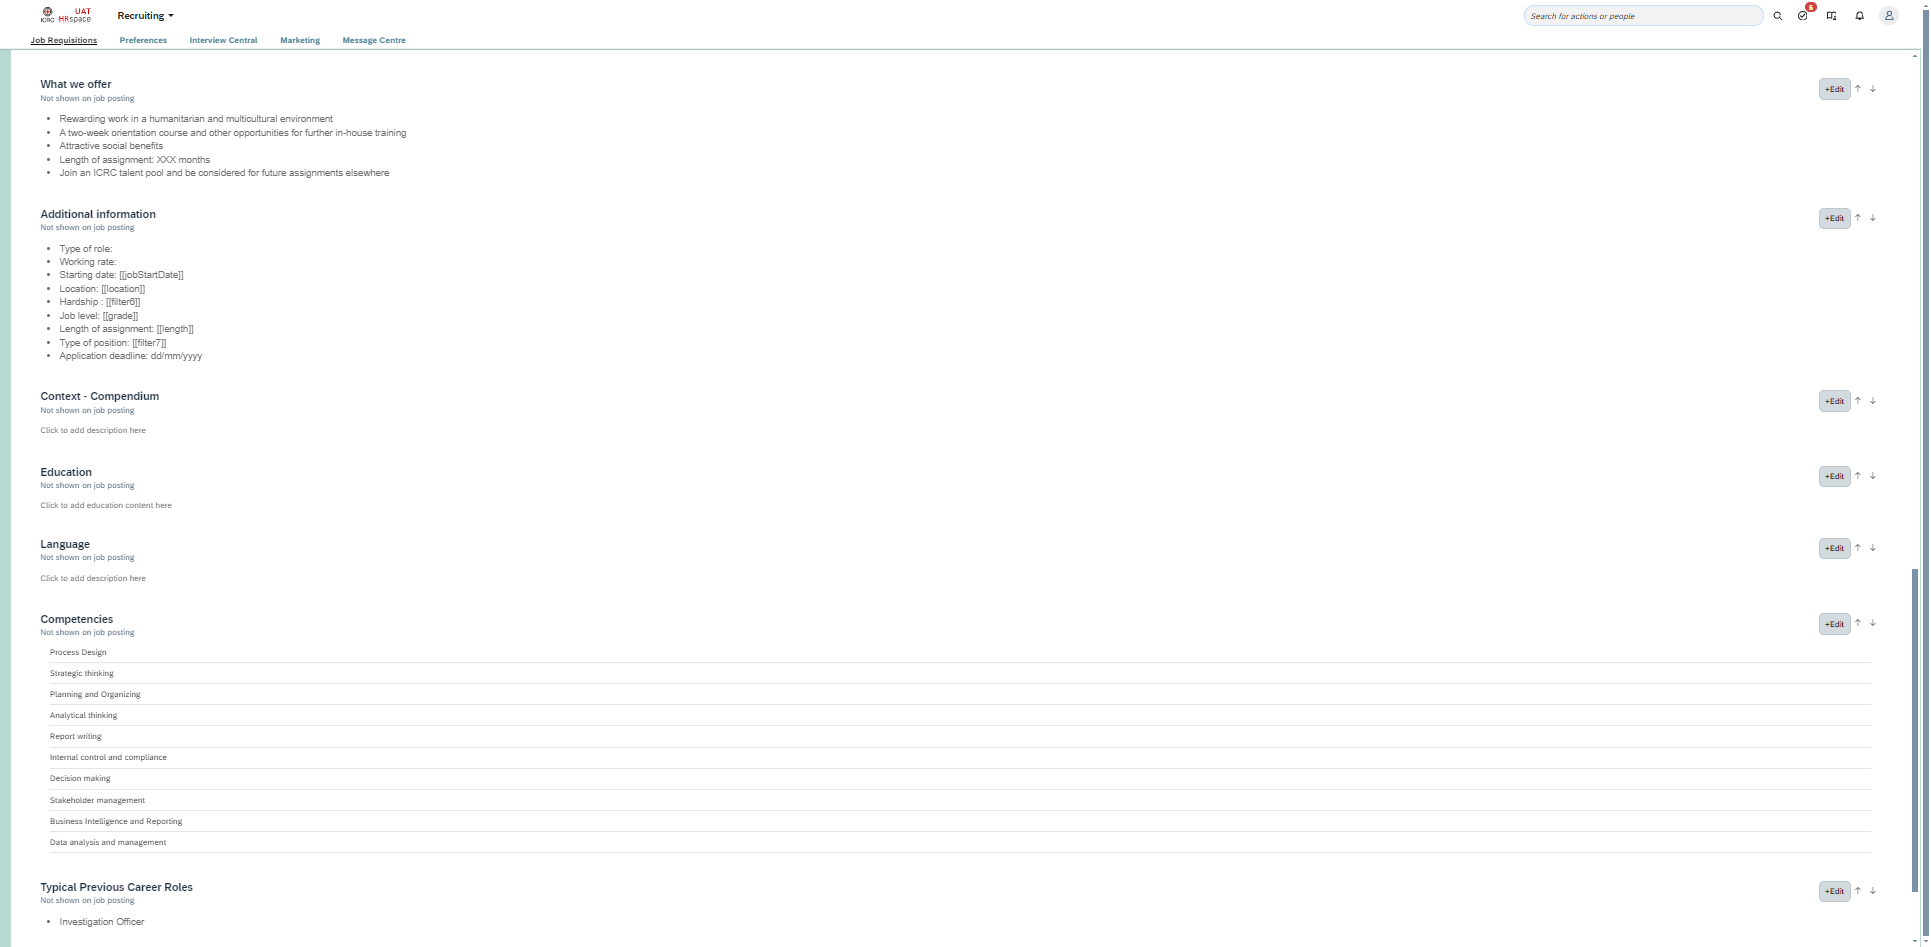 ICRC
UAT
HRspace
Recruiting
Search for actions or people
6
Job Requisitions
Preferences
Interview Central
Marketing
Message Centre
What we offer
Not shown on job posting
+Edit
Rewarding work in a humanitarian and multicultural environment
A two-week orientation course and other opportunities for further in-house training
Attractive social benefits
Length of assignment: XXX months
Join an ICRC talent pool and be considered for future assignments elsewhere
Additional information
Not shown on job posting
+Edit
Type of role:
Working rate:
Starting date: [[jobStartDate]]
Location: [[location]]
Hardship : [[filter6]]
Job level: [[grade]]
Length of assignment: [[length]]
Type of position: [[filter7]]
Application deadline: dd/mm/yyyy
Context - Compendium
Not shown on job posting
+Edit
Click to add description here
Education
Not shown on job posting
+Edit
Click to add education content here
Language
Not shown on job posting
+Edit
Click to add description here
Competencies
Not shown on job posting
+Edit
Process Design
Strategic thinking
Planning and Organizing
Analytical thinking
Report writing
Internal control and compliance
Decision making
Stakeholder management
Business Intelligence and Reporting
Data analysis and management
Typical Previous Career Roles
Not shown on job posting
+Edit
Investigation Officer